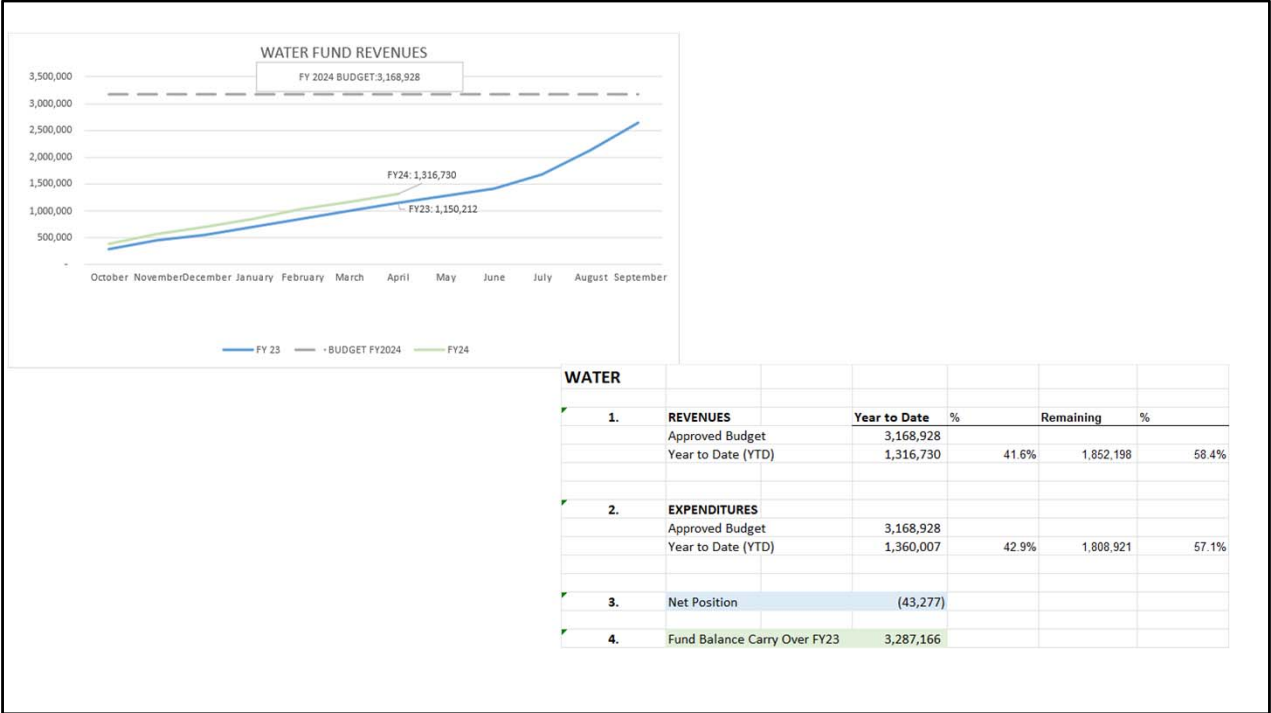 WATER FUND REVENUES
FY 2024 BUDGET:3,168,928
3,500,000
3,000,000
2,500,000
2,000,000
1,500,000
1,000,000
500,000
-
FY24: 1,316,730
FY23: 1,150,212
October November December January February March April May June July August September
FY 23 BUDGET FY2024 FY24
WATER
1. REVENUES Year to Date % Remaining %
Approved Budget 3,168,928
Year to Date (YTD) 1,316,730 41.6% 1,852,198 58.4%
2. EXPENDITURES
Approved Budget 3,168,928
Year to Date (YTD) 1,360,007 42.9% 1,808,921 57.1%
3. Net Position (43,277)
4. Fund Balance Carry Over FY23 3,287,166